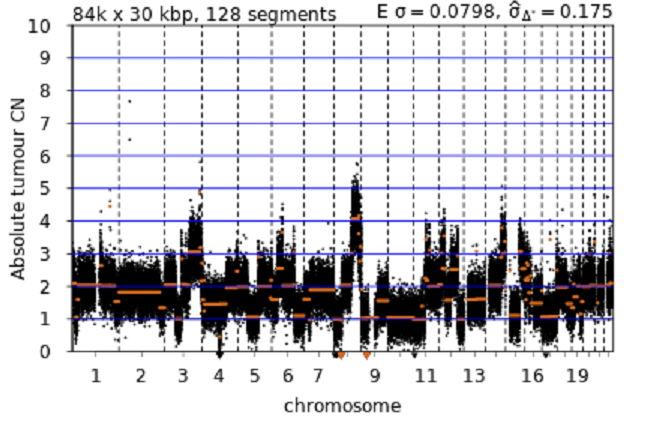 84k x 30 kbp, 128 segments E σ = 0.0798, σ̂Δ· = 0.175
10
9
8
7
6
5
4
3
2
1
0
Absolute tumour CN
1 2 3 4 5 6 7 9 11 13 16 19
chromosome